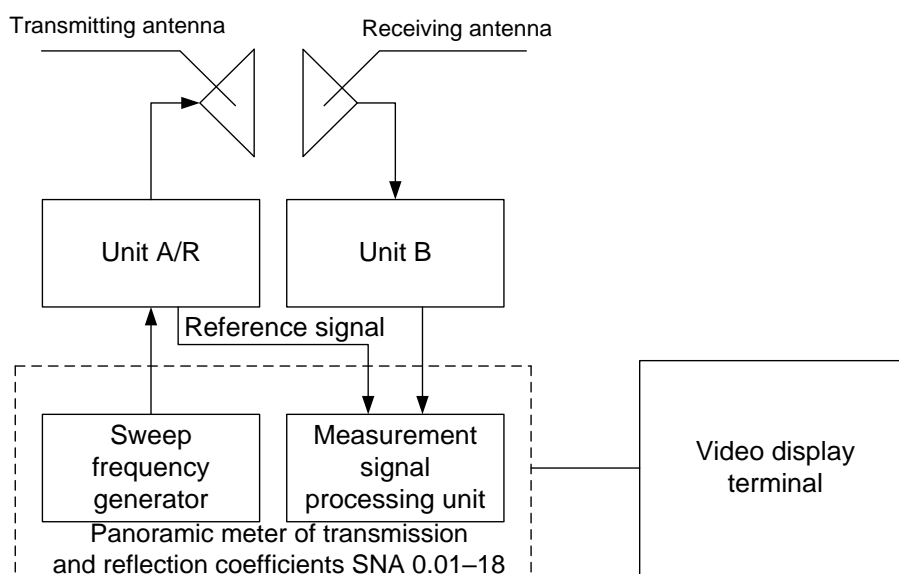 Transmitting antenna
Receiving antenna
Unit A/R
Unit B
Reference signal
Sweep
frequency
generator
Measurement
signal
processing unit
Video display
terminal
Panoramic meter of transmission
and reflection coefficients SNA 0.01–18